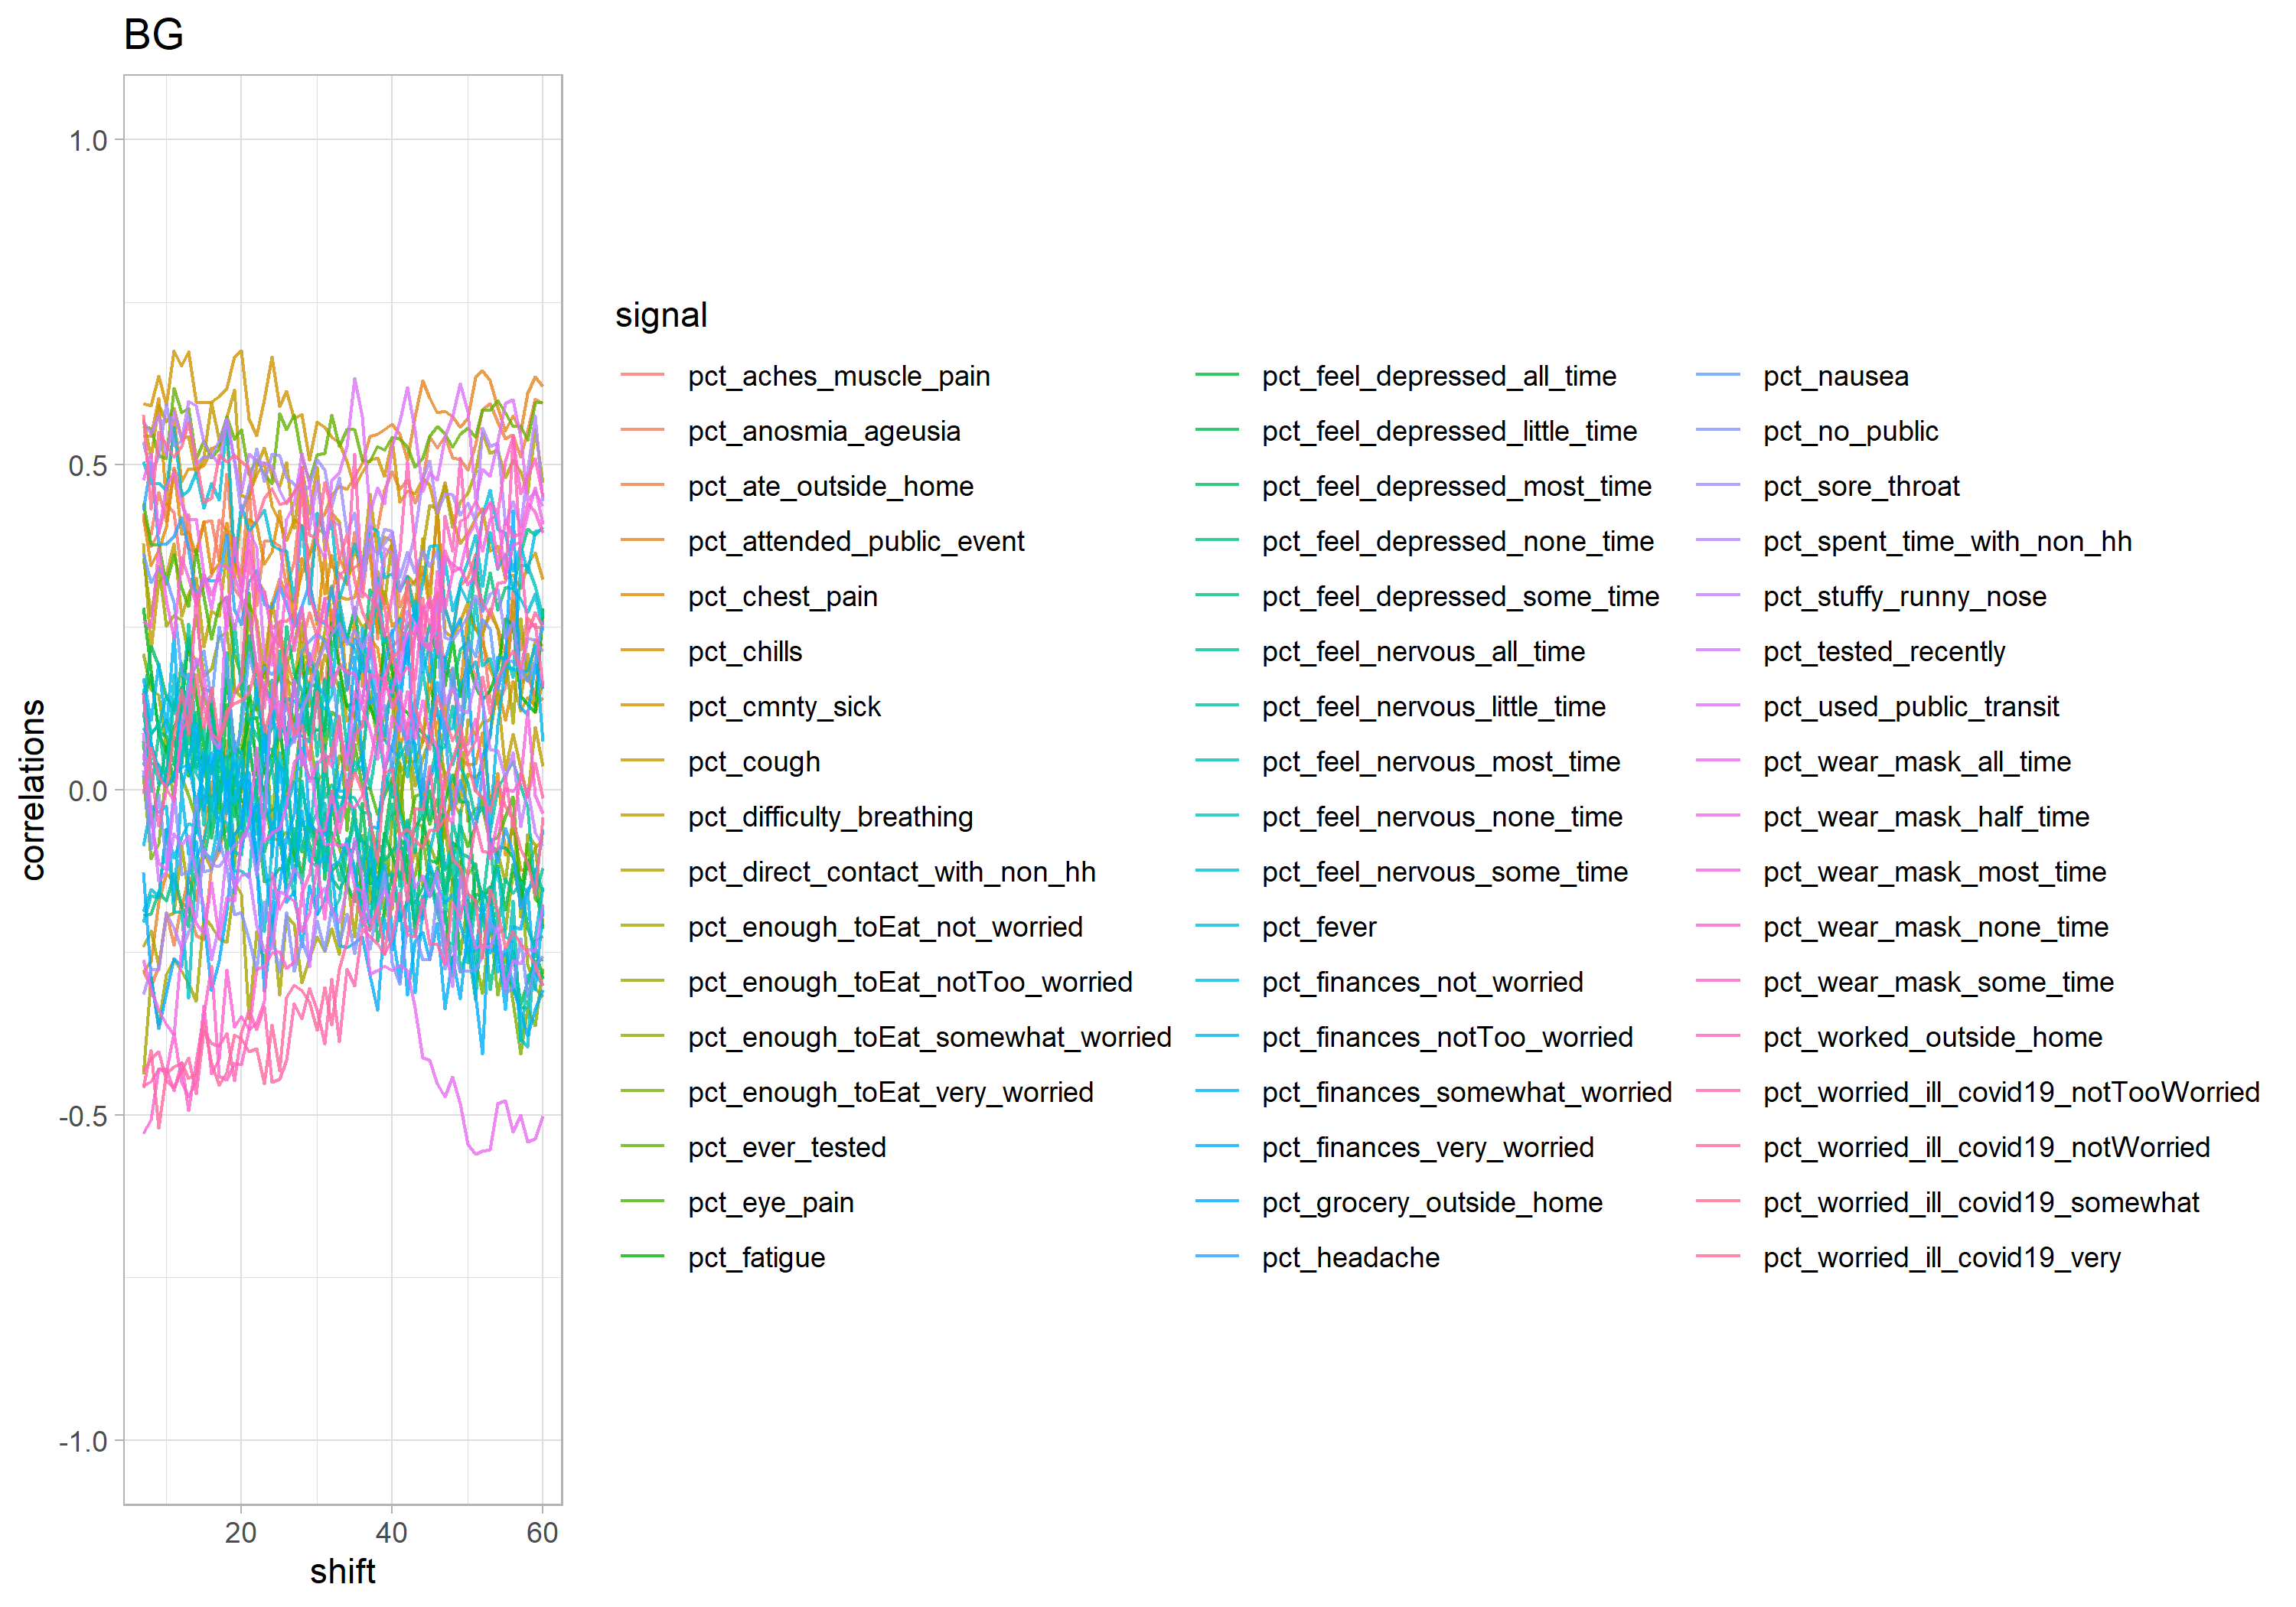 BG
1.0
0.5
0.0
-0.5
-1.0
correlations
20 40 60
shift
signal
pct_aches_muscle_pain
pct_anosmia_ageusia
pct_ate_outside_home
pct_attended_public_event
pct_chest_pain
pct_chills
pct_cmnty_sick
pct_cough
pct_difficulty_breathing
pct_direct_contact_with_non_hh
pct_enough_toEat_not_worried
pct_enough_toEat_notToo_worried
pct_enough_toEat_somewhat_worried
pct_enough_toEat_very_worried
pct_ever_tested
pct_eye_pain
pct_fatigue
pct_feel_depressed_all_time
pct_feel_depressed_little_time
pct_feel_depressed_most_time
pct_feel_depressed_none_time
pct_feel_depressed_some_time
pct_feel_nervous_all_time
pct_feel_nervous_little_time
pct_feel_nervous_most_time
pct_feel_nervous_none_time
pct_feel_nervous_some_time
pct_fever
pct_finances_not_worried
pct_finances_notToo_worried
pct_finances_somewhat_worried
pct_finances_very_worried
pct_grocery_outside_home
pct_headache
pct_nausea
pct_no_public
pct_sore_throat
pct_spent_time_with_non_hh
pct_stuffy_runny_nose
pct_tested_recently
pct_used_public_transit
pct_wear_mask_all_time
pct_wear_mask_half_time
pct_wear_mask_most_time
pct_wear_mask_none_time
pct_wear_mask_some_time
pct_worked_outside_home
pct_worried_ill_covid19_notTooWorried
pct_worried_ill_covid19_notWorried
pct_worried_ill_covid19_somewhat
pct_worried_ill_covid19_very